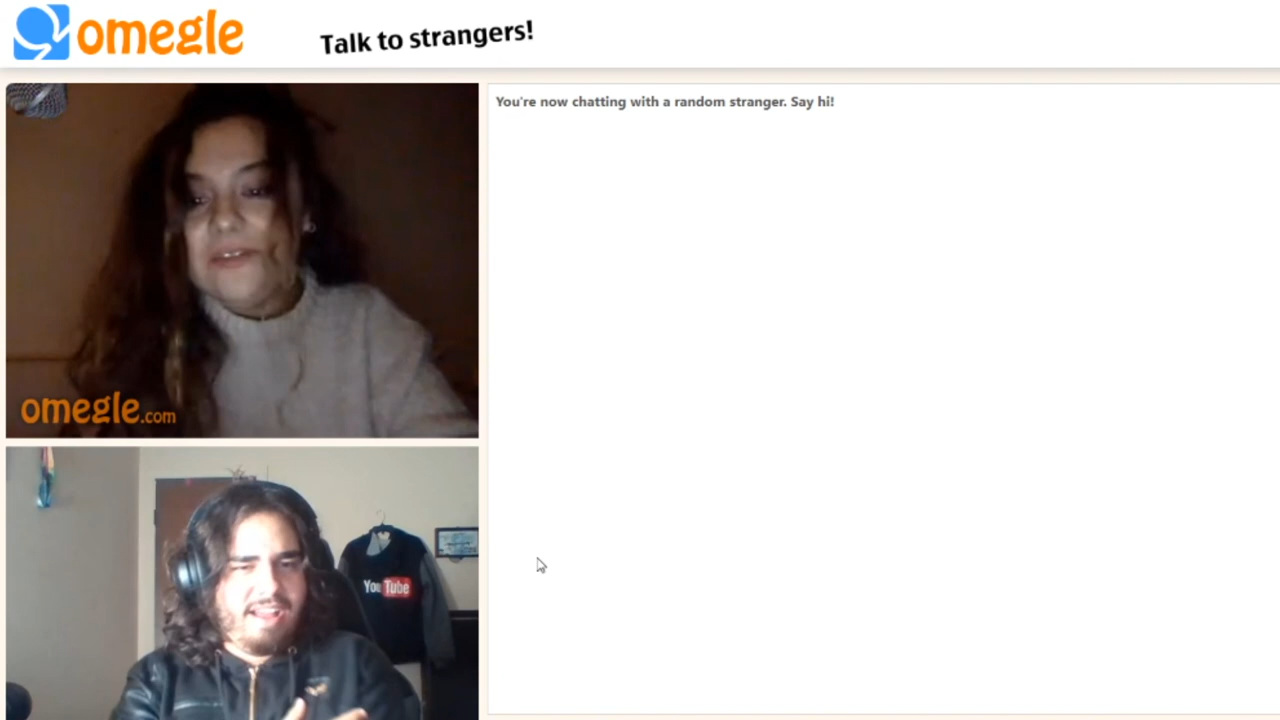 omegle
Talk to strangers!
You're now chatting with a random stranger. Say hi!
omegle.com
YouTube